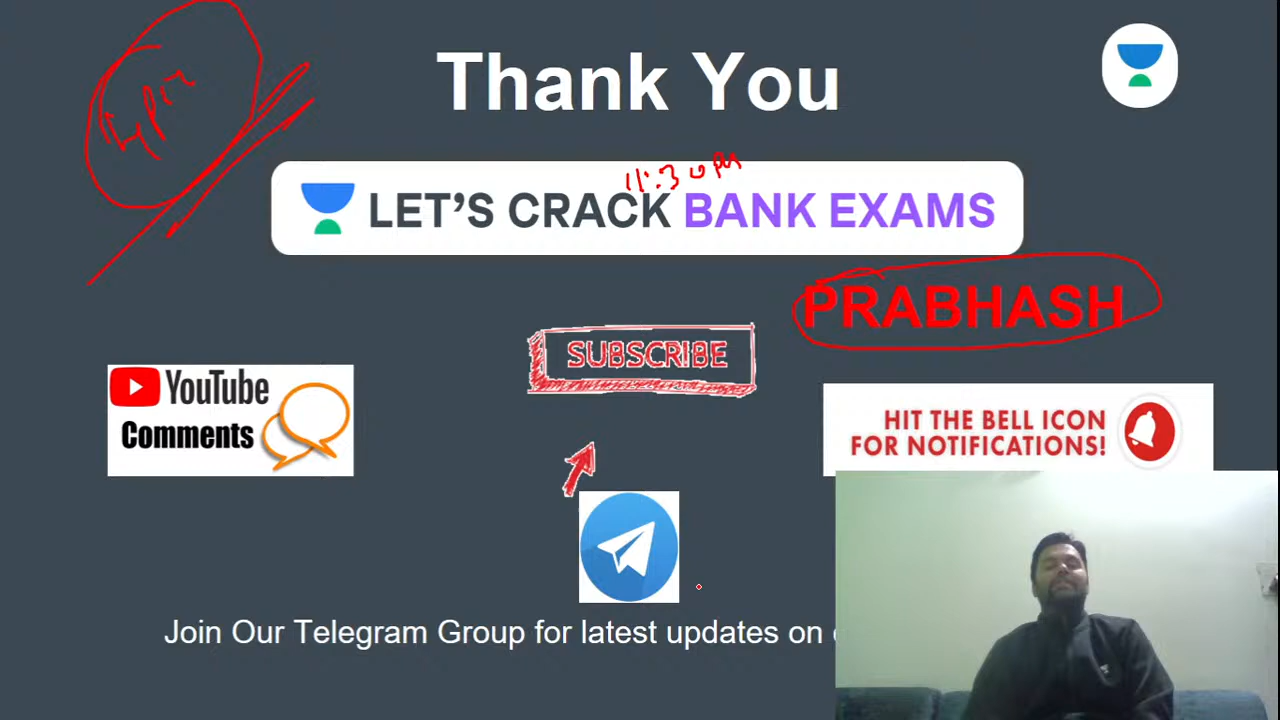 Thank You
11:30 PM
LET'S CRACK BANK EXAMS
PRABHASH
SUBSCRIBE
YouTube
Comments
HIT THE BELL ICON
FOR NOTIFICATIONS!
Join Our Telegram Group for latest updates on